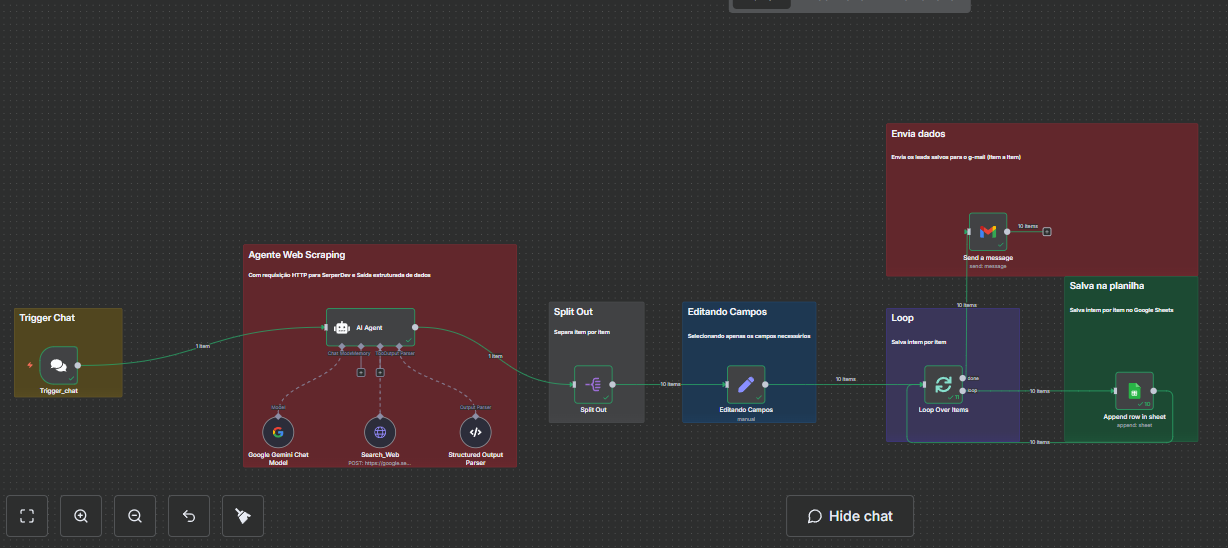 Envia dados
Envia os leads salvos para o g-mail (item a item)
10 items
Send a message
send: message
Agente Web Scraping
Com requisição HTTP para SerperDev e Saída estruturada de dados
Salva na planilha
Salva intem por item no Google Sheets
Trigger Chat
Split Out
Separa item por item
Editando Campos
Selecionando apenas os campos necessários
Loop
Salva intem por item
10 items
AI Agent
1 item
1 item
Chat Model
Memory
Tool
Output Parser
Trigger_chat
10 items
10 items
done
loop
11
10 items
10
Split Out
Editando Campos
manual
Loop Over Items
Append row in sheet
append: sheet
10 items
Model
Output Parser
Google Gemini Chat
Model
Search_Web
POST: https://google.se...
Structured Output
Parser
Hide chat